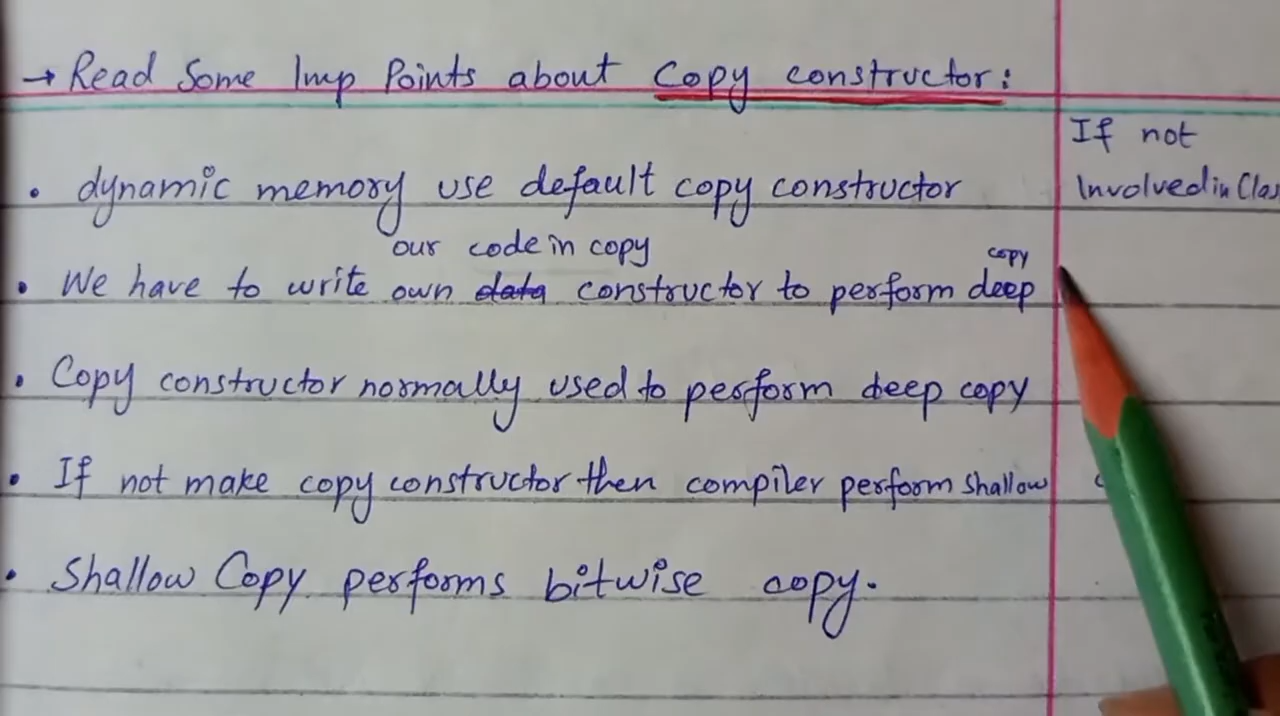 → Read Some Imp Points about Copy constructor:
If not
• dynamic memory use default copy constructor
Involved in Clas
our code in copy
copy
• We have to write own data constructor to perform deep
• Copy constructor normally used to perform deep copy
• If not make copy constructor then compiler perform Shallow
• Shallow Copy performs bitwise copy.